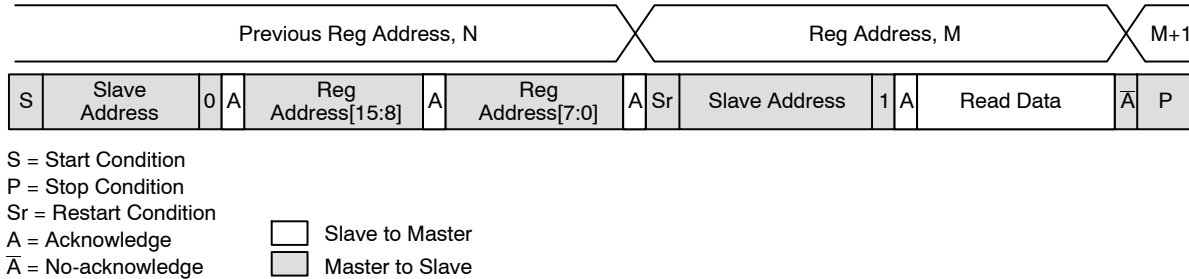 Previous Reg Address, N
Reg Address, M
M+1
S
Slave
Address
0
A
Reg
Address[15:8]
A
Reg
Address[7:0]
A
Sr
Slave Address
1
A
Read Data
A̅
P
S = Start Condition
P = Stop Condition
Sr = Restart Condition
A = Acknowledge
A̅ = No-acknowledge
Slave to Master
Master to Slave